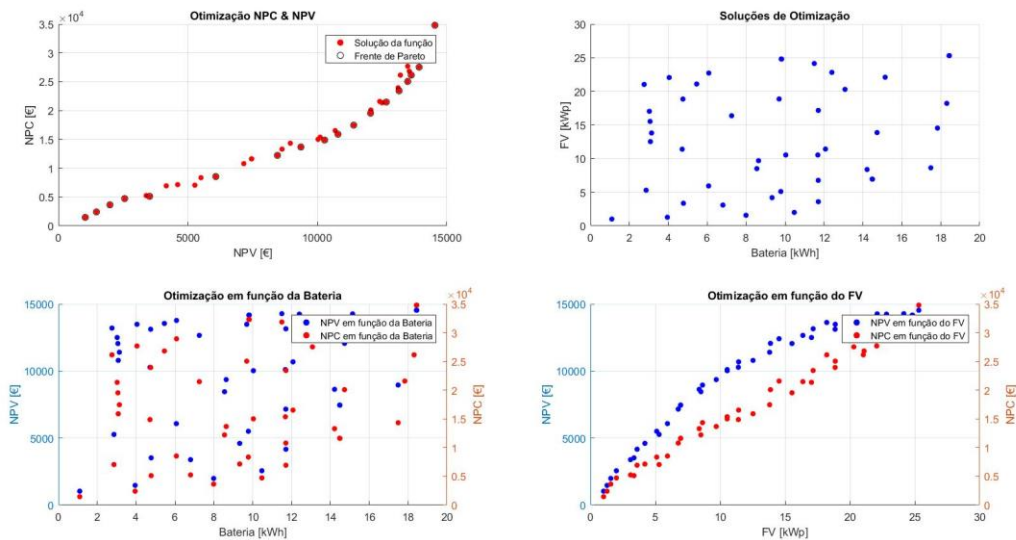 Otimização NPC & NPV
×10⁴
3.5
3
2.5
2
1.5
1
0.5
0
NPC [€]
Solução da função
Frente de Pareto
0 5000 10000 15000
NPV [€]
Soluções de Otimização
30
25
20
15
10
5
0
FV [kWp]
0 2 4 6 8 10 12 14 16 18 20
Bateria [kWh]
Otimização em função da Bateria
×10⁴
15000
10000
5000
0
NPV [€]
NPV em função da Bateria
NPC em função da Bateria
3.5
3
2.5
2
1.5
1
0.5
0
NPC [€]
0 2 4 6 8 10 12 14 16 18 20
Bateria [kWh]
Otimização em função do FV
×10⁴
15000
10000
5000
0
NPV [€]
NPV em função do FV
NPC em função do FV
3.5
3
2.5
2
1.5
1
0.5
0
NPC [€]
0 5 10 15 20 25 30
FV [kWp]